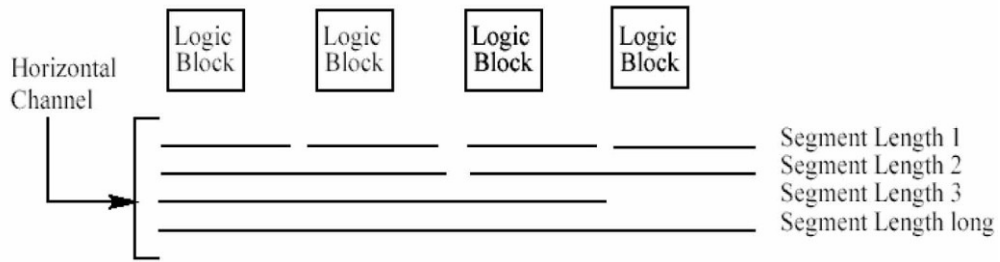 Logic
Block
Logic
Block
Logic
Block
Logic
Block
Horizontal
Channel
Segment Length 1
Segment Length 2
Segment Length 3
Segment Length long